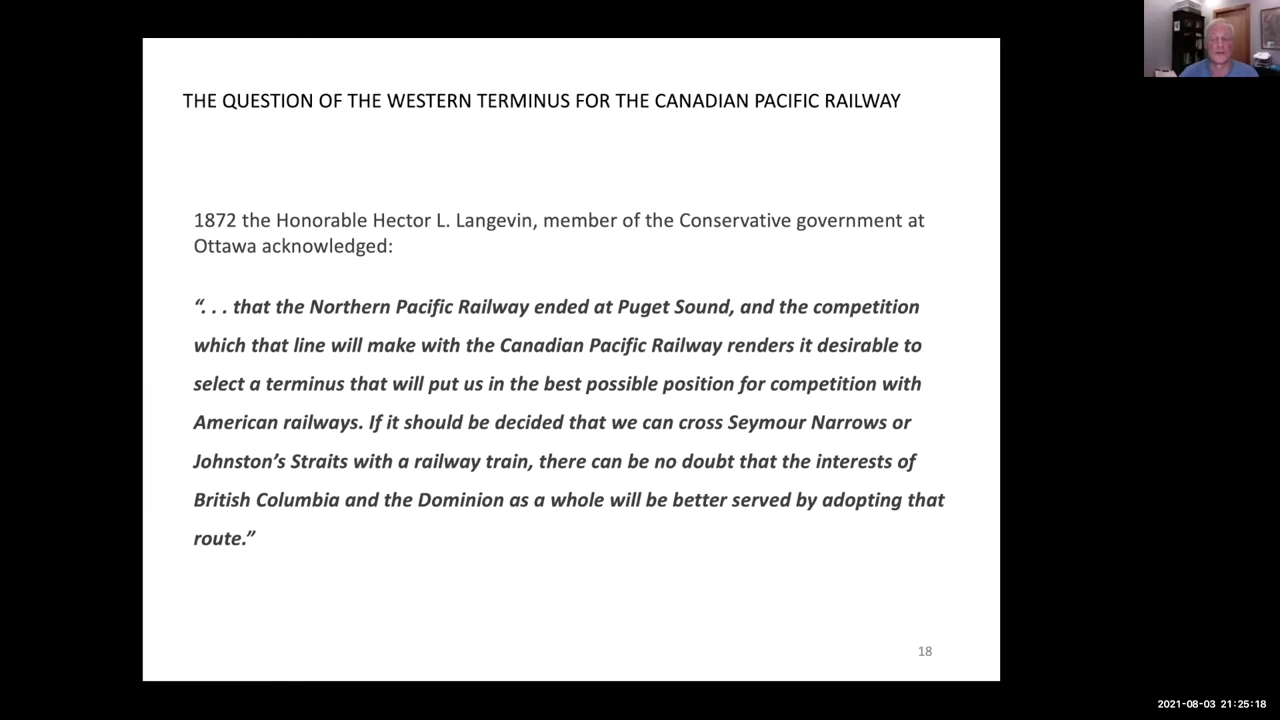 THE QUESTION OF THE WESTERN TERMINUS FOR THE CANADIAN PACIFIC RAILWAY
1872 the Honorable Hector L. Langevin, member of the Conservative government at
Ottawa acknowledged:
“. . . that the Northern Pacific Railway ended at Puget Sound, and the competition
which that line will make with the Canadian Pacific Railway renders it desirable to
select a terminus that will put us in the best possible position for competition with
American railways. If it should be decided that we can cross Seymour Narrows or
Johnston’s Straits with a railway train, there can be no doubt that the interests of
British Columbia and the Dominion as a whole will be better served by adopting that
route.”
18
2021-08-03 21:25:18